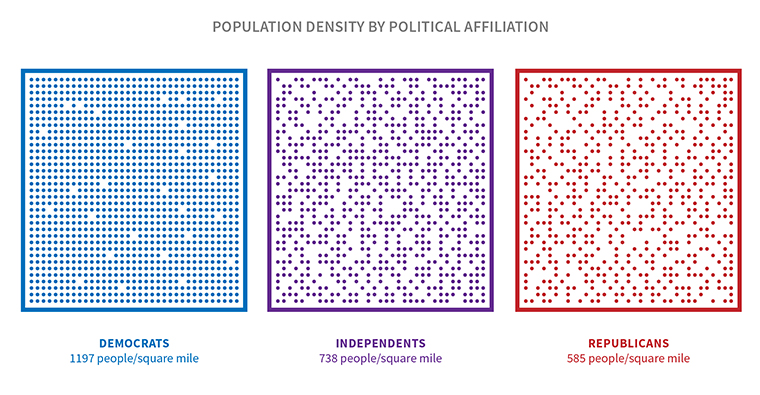 POPULATION DENSITY BY POLITICAL AFFILIATION
DEMOCRATS
1197 people/square mile
INDEPENDENTS
738 people/square mile
REPUBLICANS
585 people/square mile